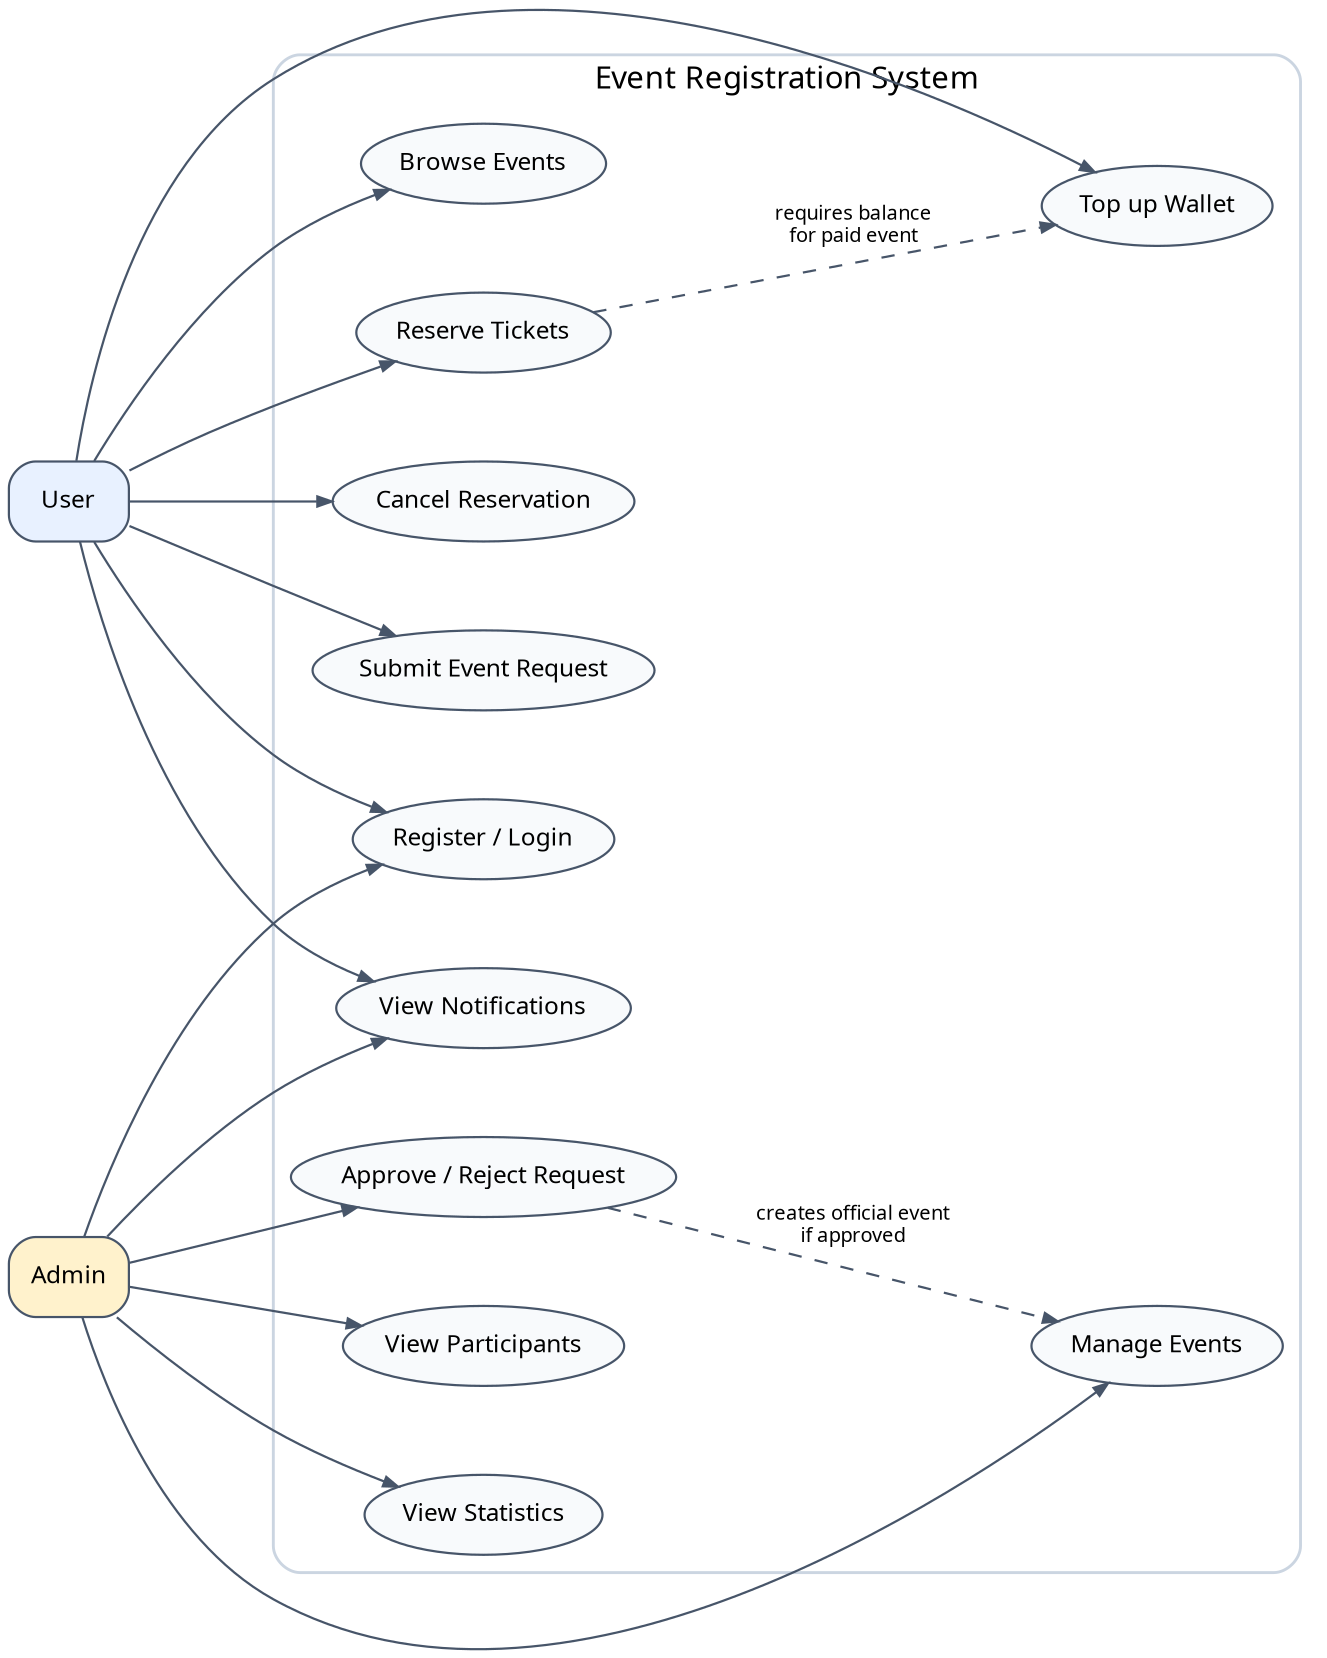 Event Registration System
Browse Events
Top up Wallet
requires balance
for paid event
Reserve Tickets
User
Cancel Reservation
Submit Event Request
Register / Login
View Notifications
Approve / Reject Request
creates official event
if approved
Admin
View Participants
Manage Events
View Statistics